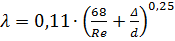 λ = 0,11 · (68/Re + Δ/d)^0,25